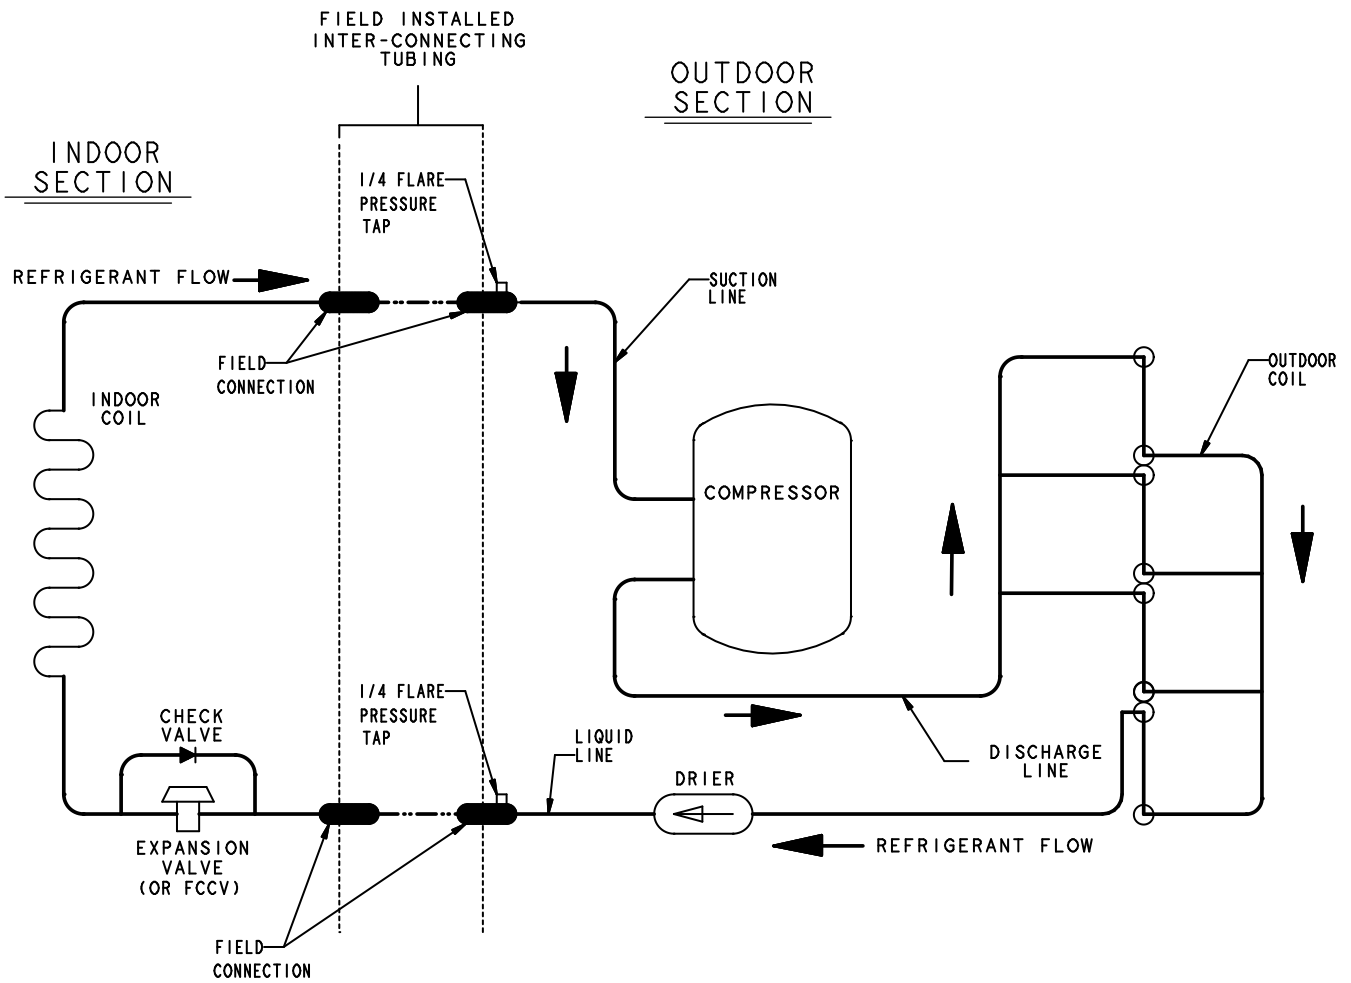 FIELD INSTALLED
INTER-CONNECTING
TUBING
OUTDOOR
SECTION
INDOOR
SECTION
1/4 FLARE
PRESSURE
TAP
REFRIGERANT FLOW
SUCTION
LINE
FIELD
CONNECTION
OUTDOOR
COIL
INDOOR
COIL
COMPRESSOR
1/4 FLARE
PRESSURE
TAP
CHECK
VALVE
LIQUID
LINE
DISCHARGE
LINE
DRIER
EXPANSION
VALVE
(OR FCCV)
REFRIGERANT FLOW
FIELD
CONNECTION